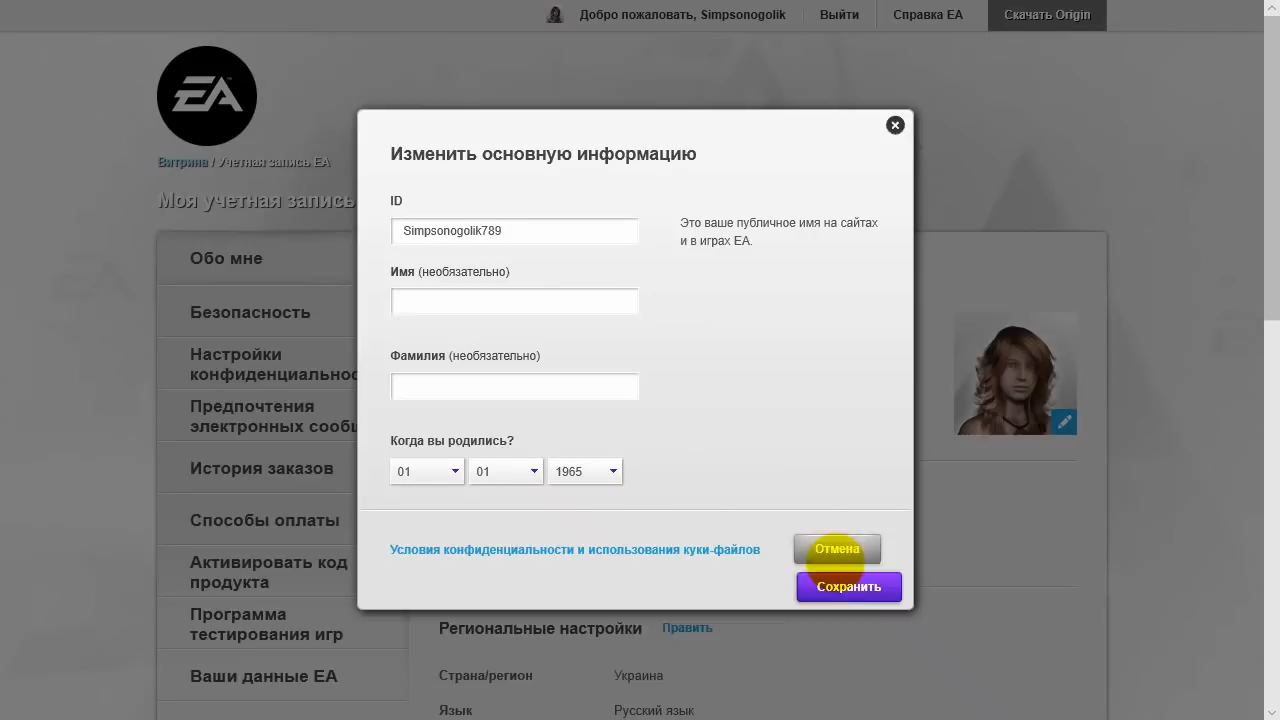 Добро пожаловать, Simpsonogolik
Выйти
Справка EA
Скачать Origin
EA
Витрина / Учетная запись EA
Моя учетная запись
Изменить основную информацию
ID
Simpsonogolik789
Это ваше публичное имя на сайтах
и в играх EA.
Имя (необязательно)
Фамилия (необязательно)
Когда вы родились?
01 01 1965
Условия конфиденциальности и использования куки-файлов
Отмена
Сохранить
Обо мне
Безопасность
Настройки
Предпочтения
История заказов
Способы оплаты
Активировать код
продукта
Программа
тестирования игр
Ваши данные EA
Региональные настройки Править
Страна/регион Украина
Язык Русский язык